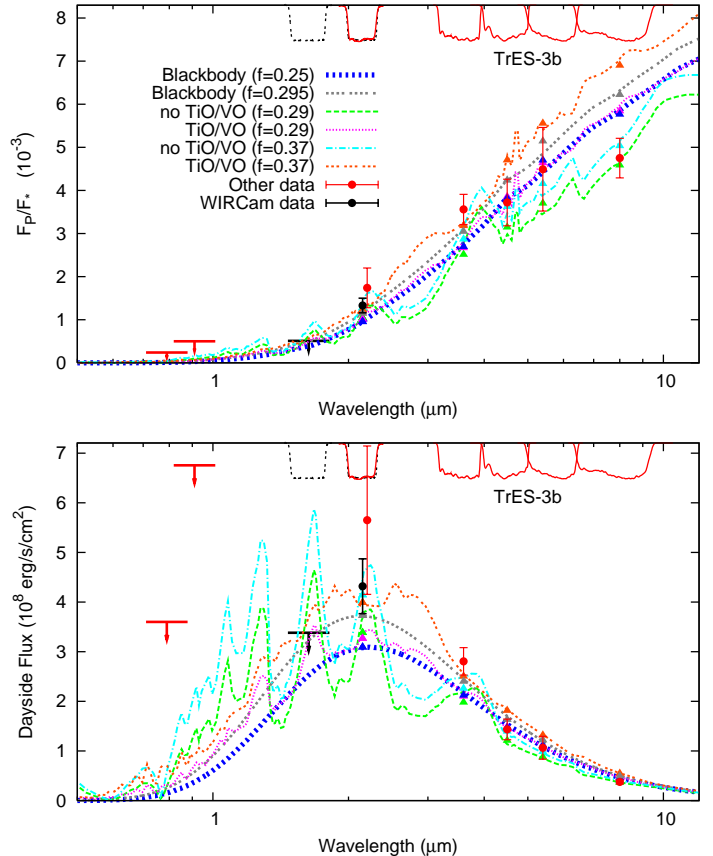 8
7
6
5
4
3
2
1
0
F_P/F_* (10^-3)
TrES-3b
Blackbody (f=0.25)
Blackbody (f=0.295)
no TiO/VO (f=0.29)
TiO/VO (f=0.29)
no TiO/VO (f=0.37)
TiO/VO (f=0.37)
Other data
WIRCam data
1
10
Wavelength (μm)
7
6
5
4
3
2
1
0
Dayside Flux (10^8 erg/s/cm^2)
TrES-3b
1
10
Wavelength (μm)